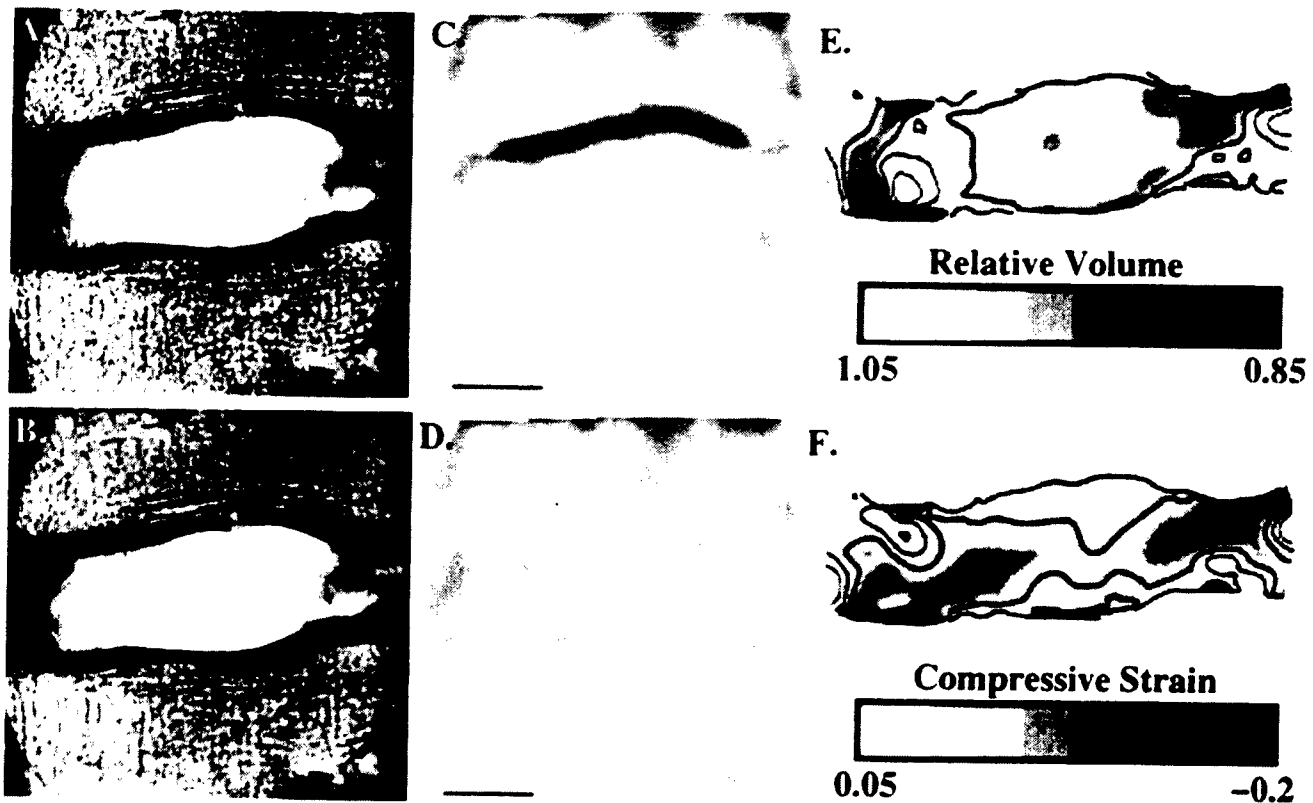 A.
C.
E.
Relative Volume
1.05 0.85
B.
D.
F.
Compressive Strain
0.05 -0.2